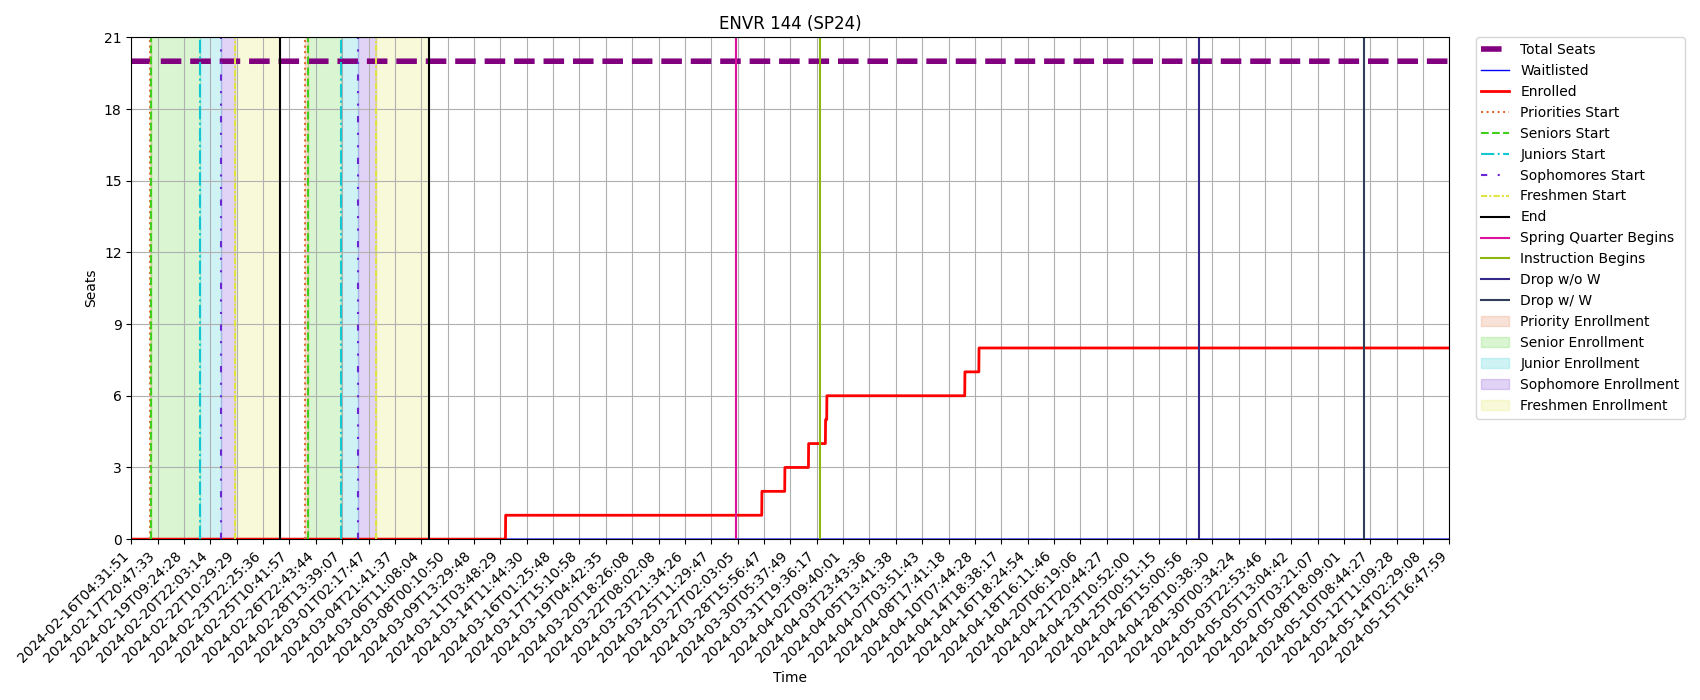 ENVR 144 (SP24)
21
18
15
12
9
6
3
0
Seats
2024-02-16T04:31:51
2024-02-17T20:47:33
2024-02-19T09:24:28
2024-02-20T22:03:14
2024-02-22T10:29:29
2024-02-23T22:25:36
2024-02-25T10:41:57
2024-02-26T22:43:44
2024-02-28T13:39:07
2024-03-01T02:17:47
2024-03-04T21:41:37
2024-03-06T11:08:04
2024-03-08T00:10:50
2024-03-09T13:29:48
2024-03-11T03:48:29
2024-03-14T11:44:30
2024-03-16T01:25:48
2024-03-17T15:10:58
2024-03-19T04:42:35
2024-03-20T18:26:08
2024-03-22T08:02:08
2024-03-23T21:34:26
2024-03-25T11:29:47
2024-03-27T02:03:05
2024-03-28T15:56:47
2024-03-30T05:37:49
2024-03-31T19:36:17
2024-04-02T09:40:01
2024-04-03T23:43:36
2024-04-05T13:41:38
2024-04-07T03:51:43
2024-04-08T17:41:18
2024-04-10T07:44:28
2024-04-14T18:38:17
2024-04-16T18:24:54
2024-04-18T16:11:46
2024-04-20T06:19:06
2024-04-21T20:44:27
2024-04-23T10:52:00
2024-04-25T00:51:15
2024-04-26T15:00:56
2024-04-28T10:38:30
2024-04-30T00:34:24
2024-05-03T22:53:46
2024-05-05T13:04:42
2024-05-07T03:21:07
2024-05-08T18:09:01
2024-05-10T08:44:27
2024-05-12T11:09:28
2024-05-14T02:29:08
2024-05-15T16:47:59
Time
Total Seats
Waitlisted
Enrolled
Priorities Start
Seniors Start
Juniors Start
Sophomores Start
Freshmen Start
End
Spring Quarter Begins
Instruction Begins
Drop w/o W
Drop w/ W
Priority Enrollment
Senior Enrollment
Junior Enrollment
Sophomore Enrollment
Freshmen Enrollment